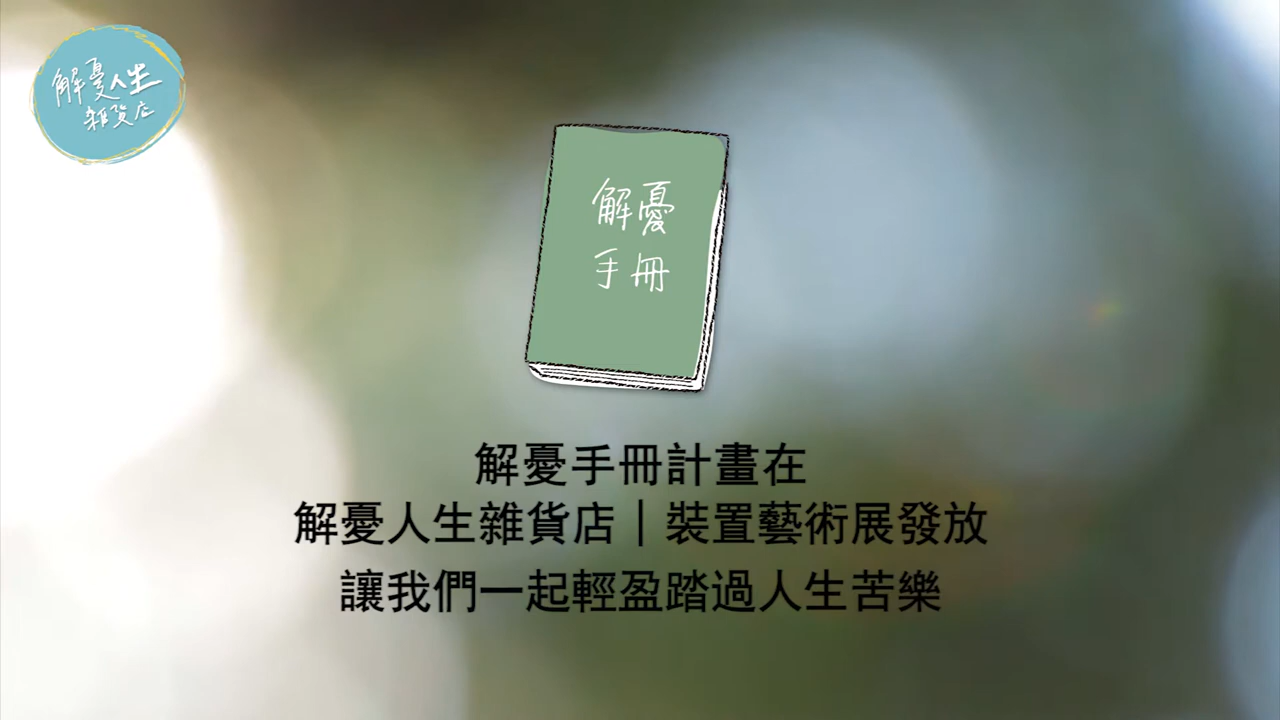 解憂人生
雜貨店
解憂
手冊
解憂手冊計畫在
解憂人生雜貨店｜裝置藝術展發放
讓我們一起輕盈踏過人生苦樂